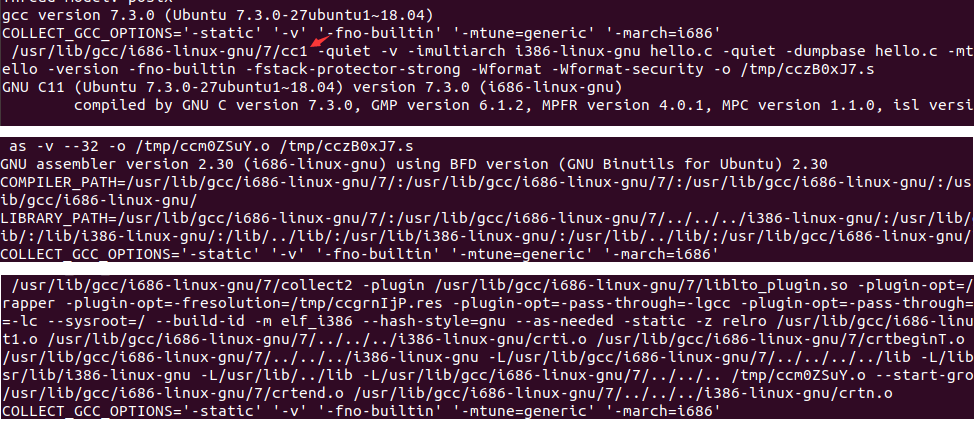 gcc version 7.3.0 (Ubuntu 7.3.0-27ubuntu1~18.04)
COLLECT_GCC_OPTIONS='-static' '-v' '-fno-builtin' '-mtune=generic' '-march=i686'
/usr/lib/gcc/i686-linux-gnu/7/cc1 -quiet -v -imultiarch i386-linux-gnu hello.c -quiet -dumpbase hello.c -mt
ello -version -fno-builtin -fstack-protector-strong -Wformat -Wformat-security -o /tmp/cczB0xJ7.s
GNU C11 (Ubuntu 7.3.0-27ubuntu1~18.04) version 7.3.0 (i686-linux-gnu)
compiled by GNU C version 7.3.0, GMP version 6.1.2, MPFR version 4.0.1, MPC version 1.1.0, isl versi
as -v --32 -o /tmp/ccm0ZSuY.o /tmp/cczB0xJ7.s
GNU assembler version 2.30 (i686-linux-gnu) using BFD version (GNU Binutils for Ubuntu) 2.30
COMPILER_PATH=/usr/lib/gcc/i686-linux-gnu/7/:/usr/lib/gcc/i686-linux-gnu/7/:/usr/lib/gcc/i686-linux-gnu/:/us
ib/gcc/i686-linux-gnu/
LIBRARY_PATH=/usr/lib/gcc/i686-linux-gnu/7/:/usr/lib/gcc/i686-linux-gnu/7/../../../i386-linux-gnu/:/usr/lib/
ib/:/lib/i386-linux-gnu/:/lib/../lib/:/usr/lib/i386-linux-gnu/:/usr/lib/../lib/:/usr/lib/gcc/i686-linux-gnu/
COLLECT_GCC_OPTIONS='-static' '-v' '-fno-builtin' '-mtune=generic' '-march=i686'
/usr/lib/gcc/i686-linux-gnu/7/collect2 -plugin /usr/lib/gcc/i686-linux-gnu/7/liblto_plugin.so -plugin-opt=/
rapper -plugin-opt=-fresolution=/tmp/ccgrnIjP.res -plugin-opt=-pass-through=-lgcc -plugin-opt=-pass-through=
=-lc --sysroot=/ --build-id -m elf_i386 --hash-style=gnu --as-needed -static -z relro /usr/lib/gcc/i686-linu
t1.o /usr/lib/gcc/i686-linux-gnu/7/../../../i386-linux-gnu/crti.o /usr/lib/gcc/i686-linux-gnu/7/crtbeginT.o
/usr/lib/gcc/i686-linux-gnu/7/../../../i386-linux-gnu -L/usr/lib/gcc/i686-linux-gnu/7/../../../../lib -L/lib
sr/lib/i386-linux-gnu -L/usr/lib/../lib -L/usr/lib/gcc/i686-linux-gnu/7/../../.. /tmp/ccm0ZSuY.o --start-gro
/usr/lib/gcc/i686-linux-gnu/7/crtend.o /usr/lib/gcc/i686-linux-gnu/7/../../../i386-linux-gnu/crtn.o
COLLECT_GCC_OPTIONS='-static' '-v' '-fno-builtin' '-mtune=generic' '-march=i686'